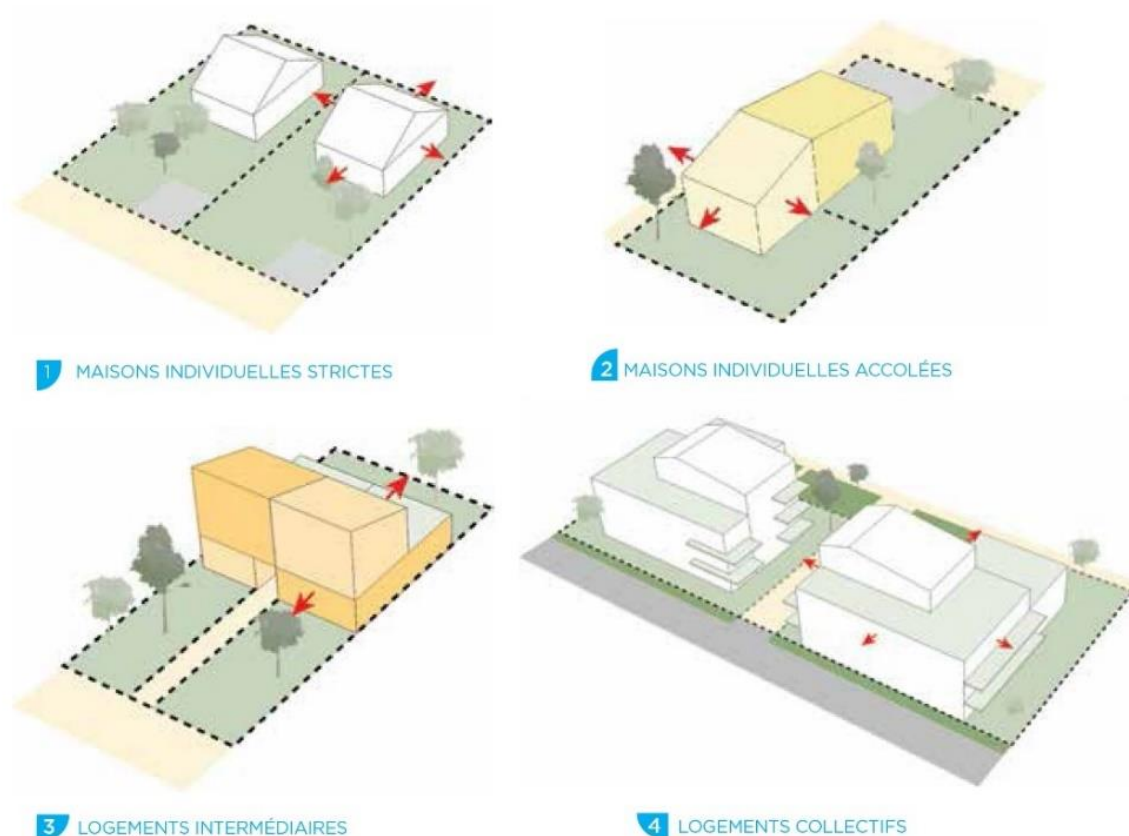 1 MAISONS INDIVIDUELLES STRICTES
2 MAISONS INDIVIDUELLES ACCOLÉES
3 LOGEMENTS INTERMÉDIAIRES
4 LOGEMENTS COLLECTIFS